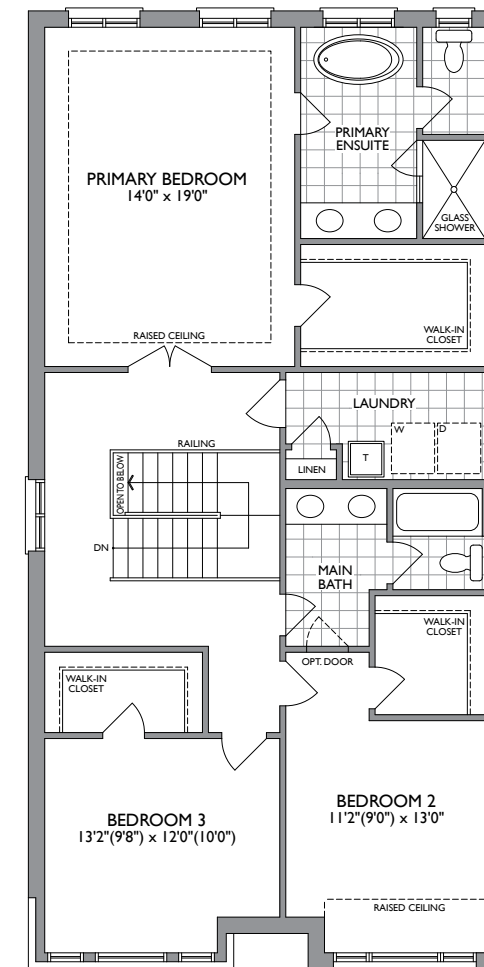 PRIMARY
ENSUITE
PRIMARY BEDROOM
14'0" x 19'0"
GLASS
SHOWER
RAISED CEILING
WALK-IN
CLOSET
LAUNDRY
W
D
RAILING
OPEN TO BELOW
T
LINEN
DN
MAIN
BATH
WALK-IN
CLOSET
OPT. DOOR
WALK-IN
CLOSET
BEDROOM 2
11'2"(9'0") x 13'0"
BEDROOM 3
13'2"(9'8") x 12'0"(10'0")
RAISED CEILING